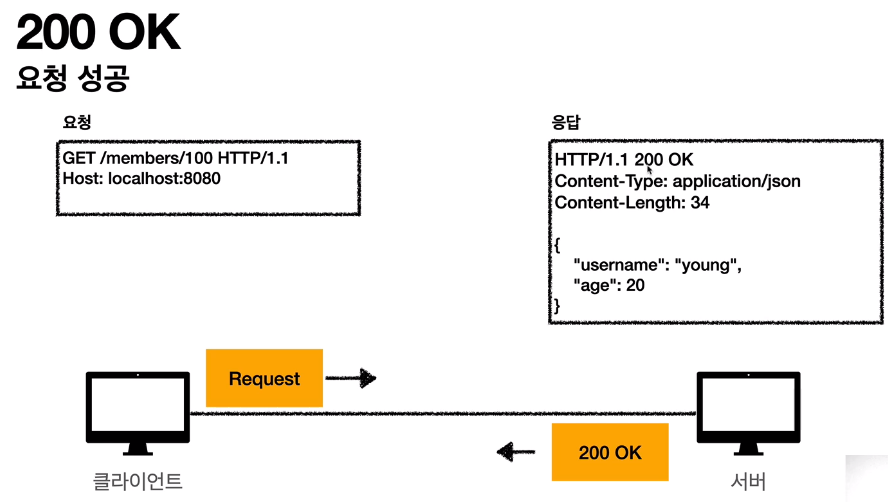 200 OK
요청 성공
요청
GET /members/100 HTTP/1.1
Host: localhost:8080
응답
HTTP/1.1 200 OK
Content-Type: application/json
Content-Length: 34
{
"username": "young",
"age": 20
}
Request
200 OK
클라이언트
서버